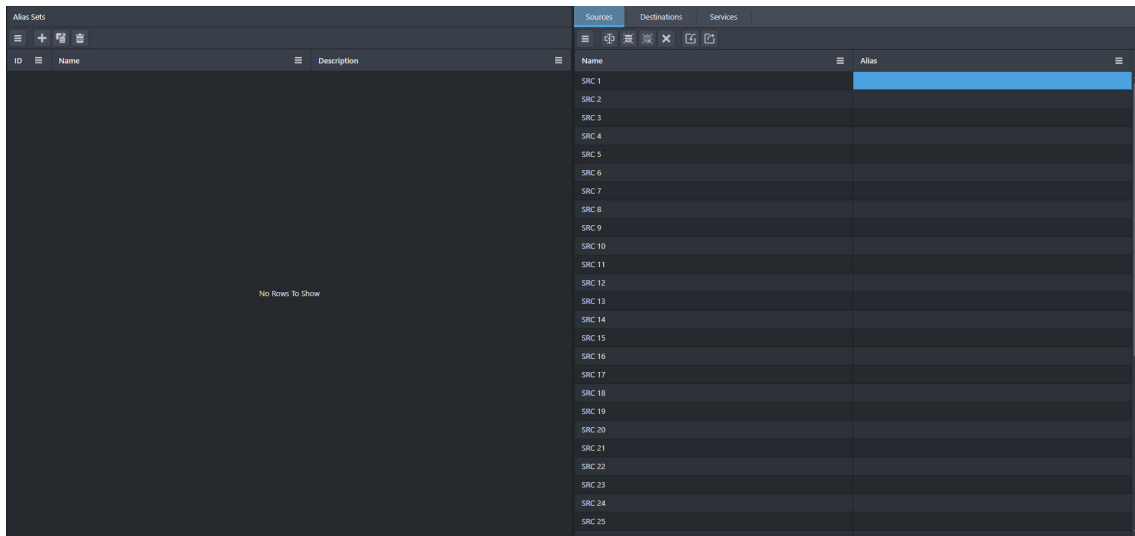 Alias Sets
ID Name Description
No Rows To Show
Sources Destinations Services
Name Alias
SRC 1
SRC 2
SRC 3
SRC 4
SRC 5
SRC 6
SRC 7
SRC 8
SRC 9
SRC 10
SRC 11
SRC 12
SRC 13
SRC 14
SRC 15
SRC 16
SRC 17
SRC 18
SRC 19
SRC 20
SRC 21
SRC 22
SRC 23
SRC 24
SRC 25